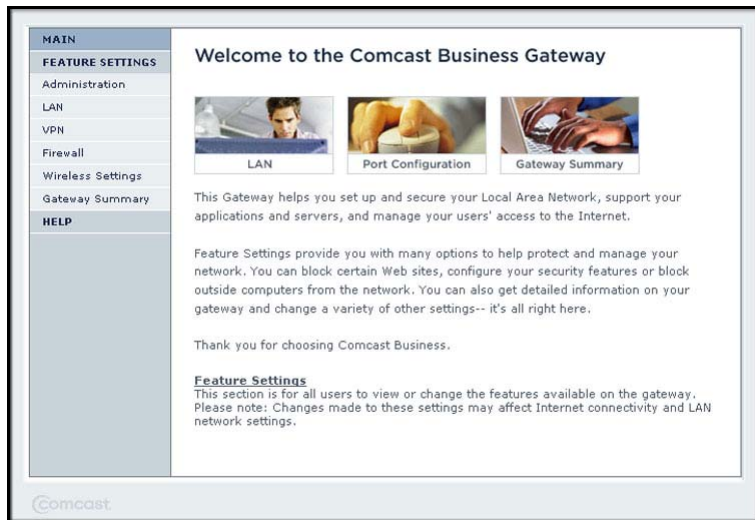 MAIN
FEATURE SETTINGS
Administration
LAN
VPN
Firewall
Wireless Settings
Gateway Summary
HELP
Welcome to the Comcast Business Gateway
LAN
Port Configuration
Gateway Summary
This Gateway helps you set up and secure your Local Area Network, support your
applications and servers, and manage your users' access to the Internet.
Feature Settings provide you with many options to help protect and manage your
network. You can block certain Web sites, configure your security features or block
outside computers from the network. You can also get detailed information on your
gateway and change a variety of other settings-- it's all right here.
Thank you for choosing Comcast Business.
Feature Settings
This section is for all users to view or change the features available on the gateway.
Please note: Changes made to these settings may affect Internet connectivity and LAN
network settings.
Comcast